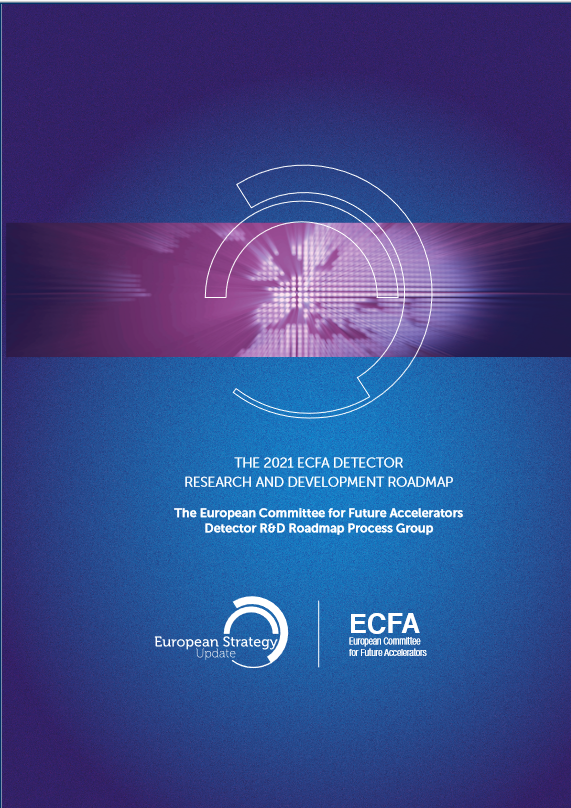 THE 2021 ECFA DETECTOR
RESEARCH AND DEVELOPMENT ROADMAP
The European Committee for Future Accelerators
Detector R&D Roadmap Process Group
European Strategy
Update
ECFA
European Committee
for Future Accelerators